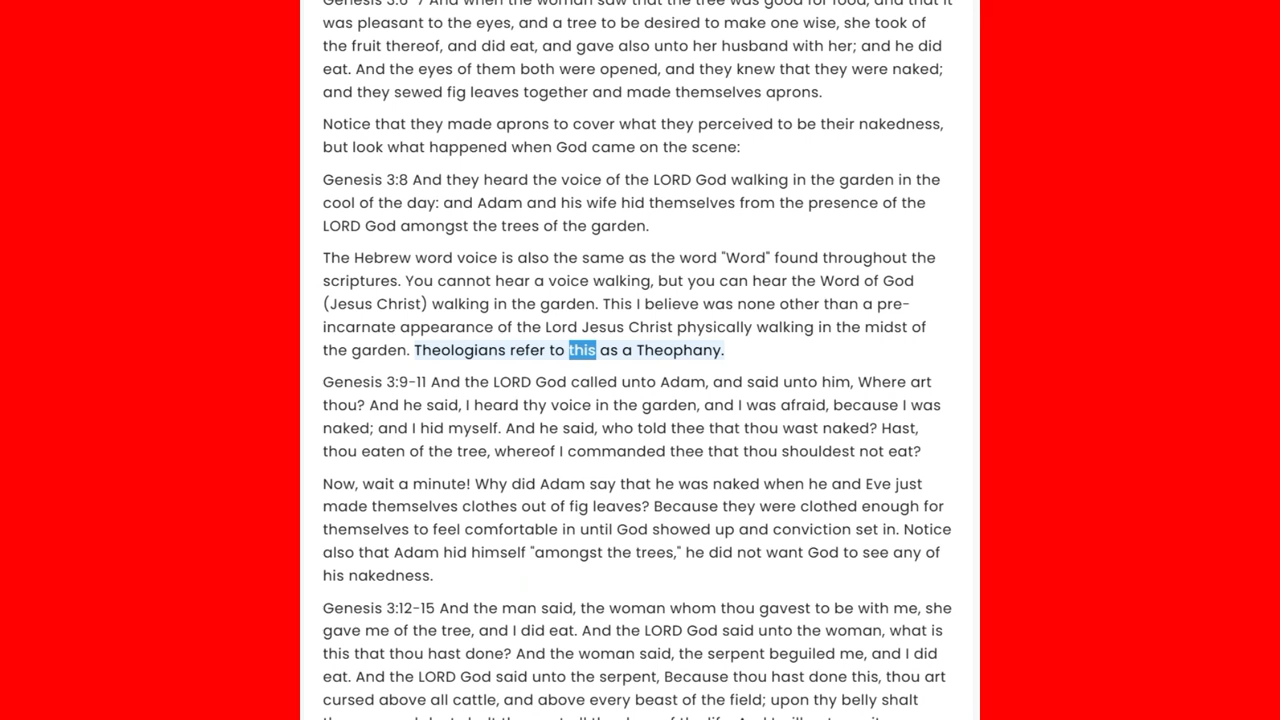 Genesis 3:6-7 And when the woman saw that the tree was good for food, and that it
was pleasant to the eyes, and a tree to be desired to make one wise, she took of
the fruit thereof, and did eat, and gave also unto her husband with her; and he did
eat. And the eyes of them both were opened, and they knew that they were naked;
and they sewed fig leaves together and made themselves aprons.
Notice that they made aprons to cover what they perceived to be their nakedness,
but look what happened when God came on the scene:
Genesis 3:8 And they heard the voice of the LORD God walking in the garden in the
cool of the day: and Adam and his wife hid themselves from the presence of the
LORD God amongst the trees of the garden.
The Hebrew word voice is also the same as the word "Word" found throughout the
scriptures. You cannot hear a voice walking, but you can hear the Word of God
(Jesus Christ) walking in the garden. This I believe was none other than a pre-
incarnate appearance of the Lord Jesus Christ physically walking in the midst of
the garden. Theologians refer to this as a Theophany.
Genesis 3:9-11 And the LORD God called unto Adam, and said unto him, Where art
thou? And he said, I heard thy voice in the garden, and I was afraid, because I was
naked; and I hid myself. And he said, who told thee that thou wast naked? Hast,
thou eaten of the tree, whereof I commanded thee that thou shouldest not eat?
Now, wait a minute! Why did Adam say that he was naked when he and Eve just
made themselves clothes out of fig leaves? Because they were clothed enough for
themselves to feel comfortable in until God showed up and conviction set in. Notice
also that Adam hid himself "amongst the trees," he did not want God to see any of
his nakedness.
Genesis 3:12-15 And the man said, the woman whom thou gavest to be with me, she
gave me of the tree, and I did eat. And the LORD God said unto the woman, what is
this that thou hast done? And the woman said, the serpent beguiled me, and I did
eat. And the LORD God said unto the serpent, Because thou hast done this, thou art
cursed above all cattle, and above every beast of the field; upon thy belly shalt